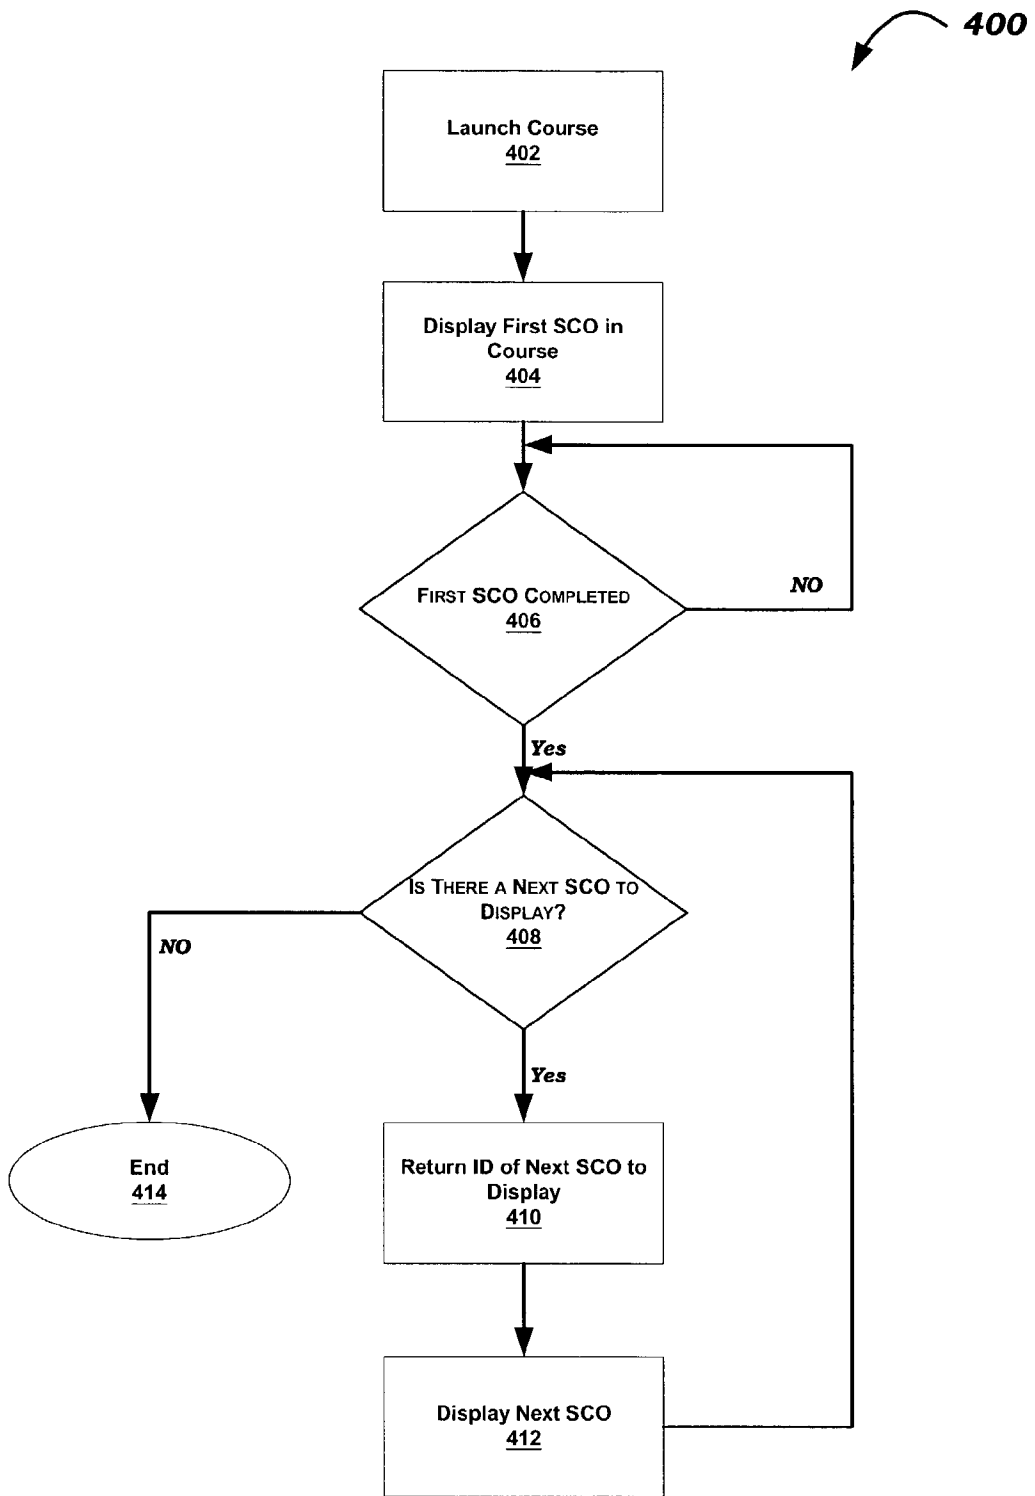 400
Launch Course
402
Display First SCO in
Course
404
FIRST SCO COMPLETED
406
NO
Yes
IS THERE A NEXT SCO TO
DISPLAY?
408
NO
Yes
End
414
Return ID of Next SCO to
Display
410
Display Next SCO
412